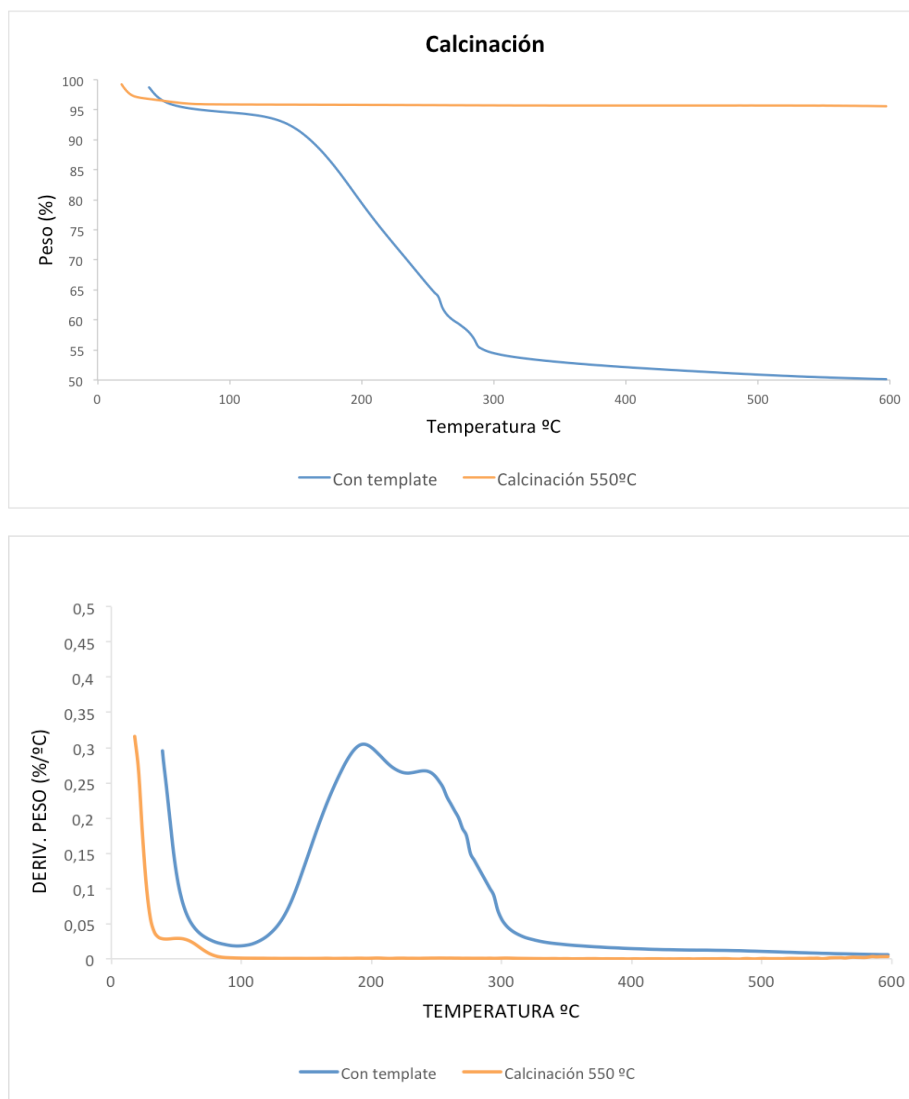 Calcinación
100
95
90
85
80
75
70
65
60
55
50
Peso (%)
0 100 200 300 400 500 600
Temperatura ºC
Con template Calcinación 550ºC
0,5
0,45
0,4
0,35
0,3
0,25
0,2
0,15
0,1
0,05
0
DERIV. PESO (%/ºC)
0 100 200 300 400 500 600
TEMPERATURA ºC
Con template Calcinación 550 ºC